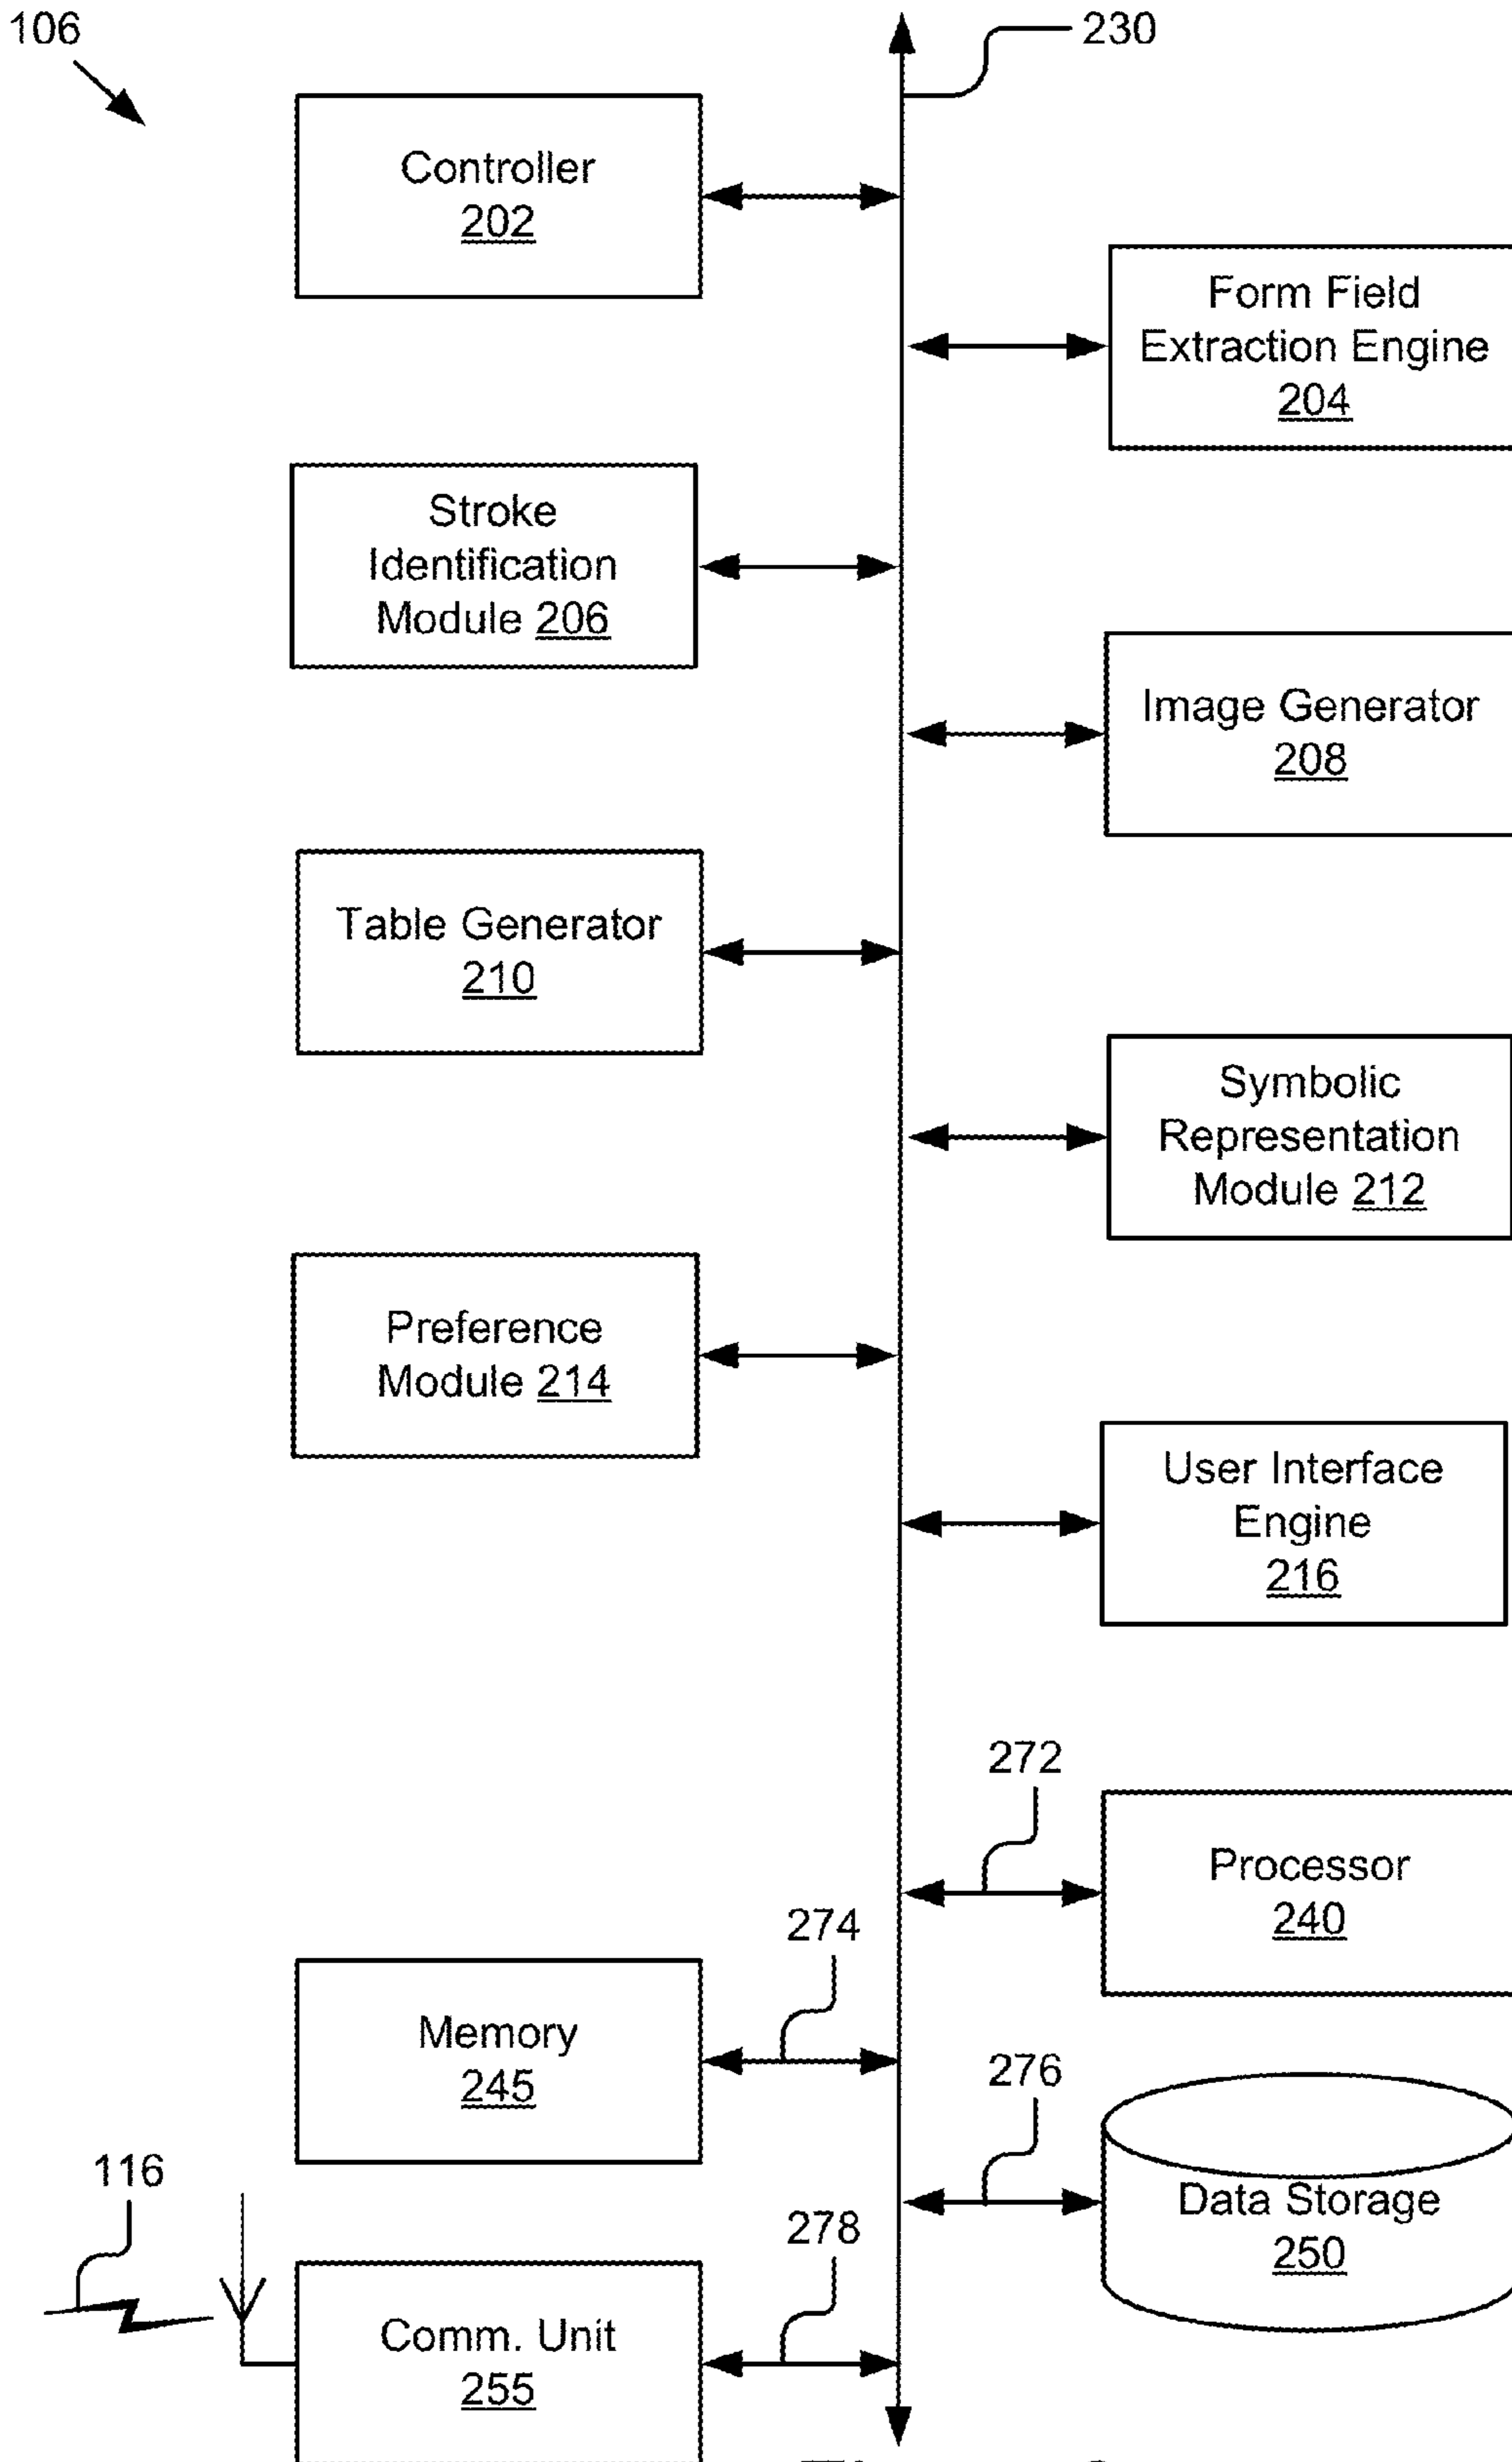 106
230
Controller
202
Form Field
Extraction Engine
204
Stroke
Identification
Module 206
Image Generator
208
Table Generator
210
Symbolic
Representation
Module 212
Preference
Module 214
User Interface
Engine
216
272
Processor
240
274
Memory
245
276
Data Storage
250
116
278
Comm. Unit
255